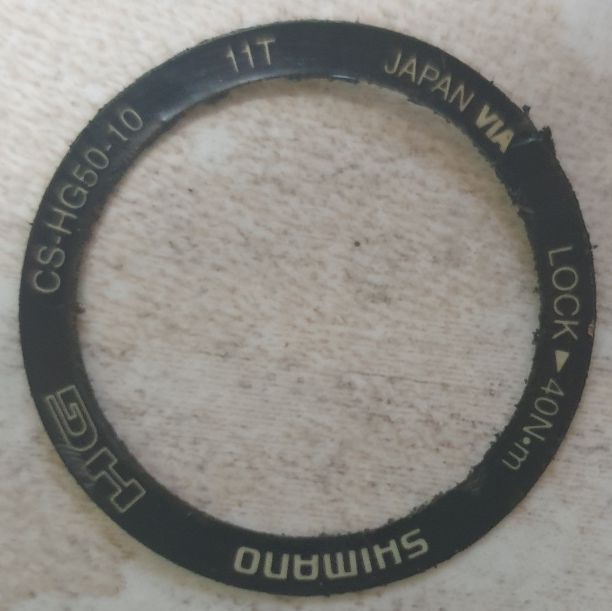 CS-HG50-10
11T
JAPAN VIA
LOCK ▶ 40N•m
SHIMANO
HG